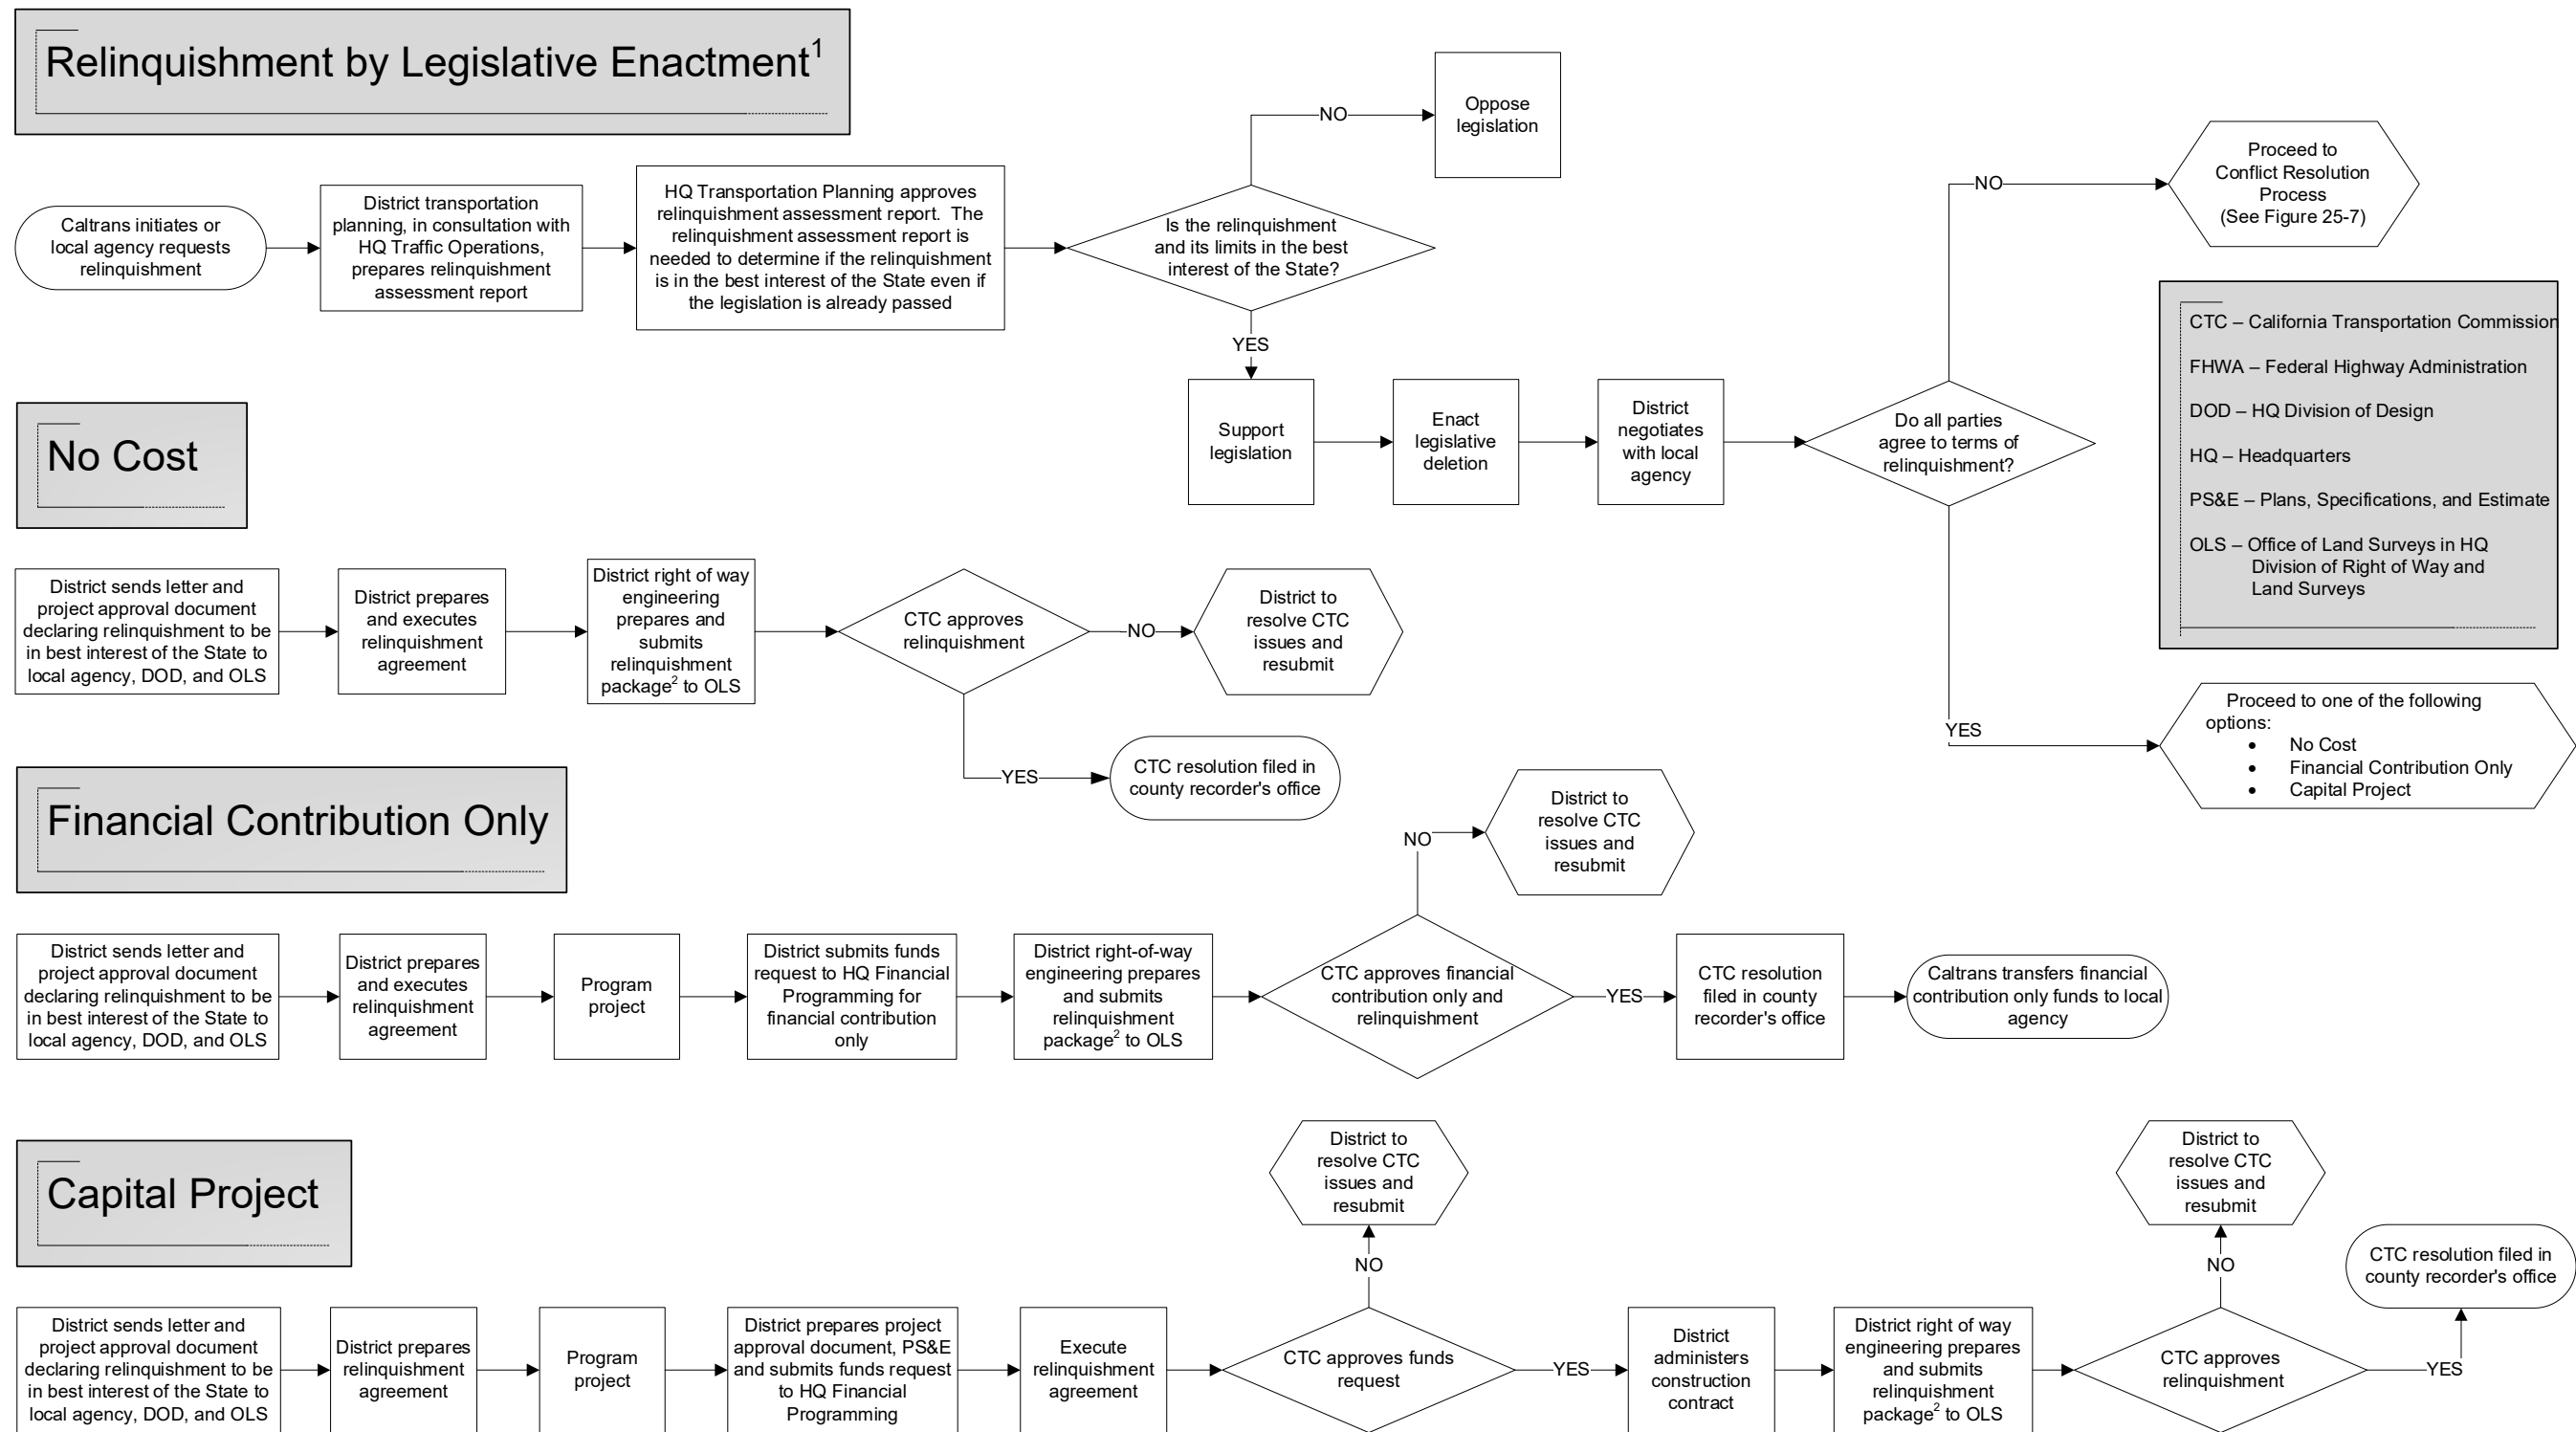 Relinquishment by Legislative Enactment1
Caltrans initiates or
local agency requests
relinquishment
District transportation
planning, in consultation with
HQ Traffic Operations,
prepares relinquishment
assessment report
HQ Transportation Planning approves
relinquishment assessment report.  The
relinquishment assessment report is
needed to determine if the relinquishment
is in the best interest of the State even if
the legislation is already passed
Is the relinquishment
and its limits in the best
interest of the State?
NO
Oppose
legislation
YES
Support
legislation
Enact
legislative
deletion
District
negotiates
with local
agency
Do all parties
agree to terms of
relinquishment?
NO
Proceed to
Conflict Resolution
Process
(See Figure 25-7)
YES
Proceed to one of the following
options:
• No Cost
• Financial Contribution Only
• Capital Project
CTC – California Transportation Commission
FHWA – Federal Highway Administration
DOD – HQ Division of Design
HQ – Headquarters
PS&E – Plans, Specifications, and Estimate
OLS – Office of Land Surveys in HQ
Division of Right of Way and
Land Surveys
No Cost
District sends letter and
project approval document
declaring relinquishment to be
in best interest of the State to
local agency, DOD, and OLS
District prepares
and executes
relinquishment
agreement
District right of way
engineering
prepares and
submits
relinquishment
package2 to OLS
CTC approves
relinquishment
NO
District to
resolve CTC
issues and
resubmit
YES
CTC resolution filed in
county recorder's office
Financial Contribution Only
District sends letter and
project approval document
declaring relinquishment to be
in best interest of the State to
local agency, DOD, and OLS
District prepares
and executes
relinquishment
agreement
Program
project
District submits funds
request to HQ Financial
Programming for
financial contribution
only
District right-of-way
engineering prepares
and submits
relinquishment
package2 to OLS
CTC approves financial
contribution only and
relinquishment
NO
District to
resolve CTC
issues and
resubmit
YES
CTC resolution
filed in county
recorder's office
Caltrans transfers financial
contribution only funds to local
agency
Capital Project
District sends letter and
project approval document
declaring relinquishment to be
in best interest of the State to
local agency, DOD, and OLS
District prepares
relinquishment
agreement
Program
project
District prepares project
approval document, PS&E
and submits funds request
to HQ Financial
Programming
Execute
relinquishment
agreement
CTC approves funds
request
NO
District to
resolve CTC
issues and
resubmit
YES
District
administers
construction
contract
District right of way
engineering prepares
and submits
relinquishment
package2 to OLS
CTC approves
relinquishment
NO
District to
resolve CTC
issues and
resubmit
YES
CTC resolution filed in
county recorder's office